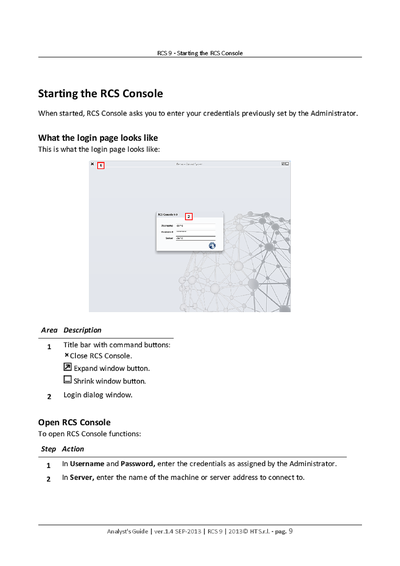 RCS 9 - Starting the RCS Console
Starting the RCS Console
When started, RCS Console asks you to enter your credentials previously set by the Administrator.
What the login page looks like
This is what the login page looks like:
1
2
Area Description
1 Title bar with command buttons:
Close RCS Console.
Expand window button.
Shrink window button.
2 Login dialog window.
Open RCS Console
To open RCS Console functions:
Step Action
1 In Username and Password, enter the credentials as assigned by the Administrator.
2 In Server, enter the name of the machine or server address to connect to.
Analyst's Guide | ver.1.4 SEP-2013 | RCS 9 | 2013© HT S.r.l. - pag. 9